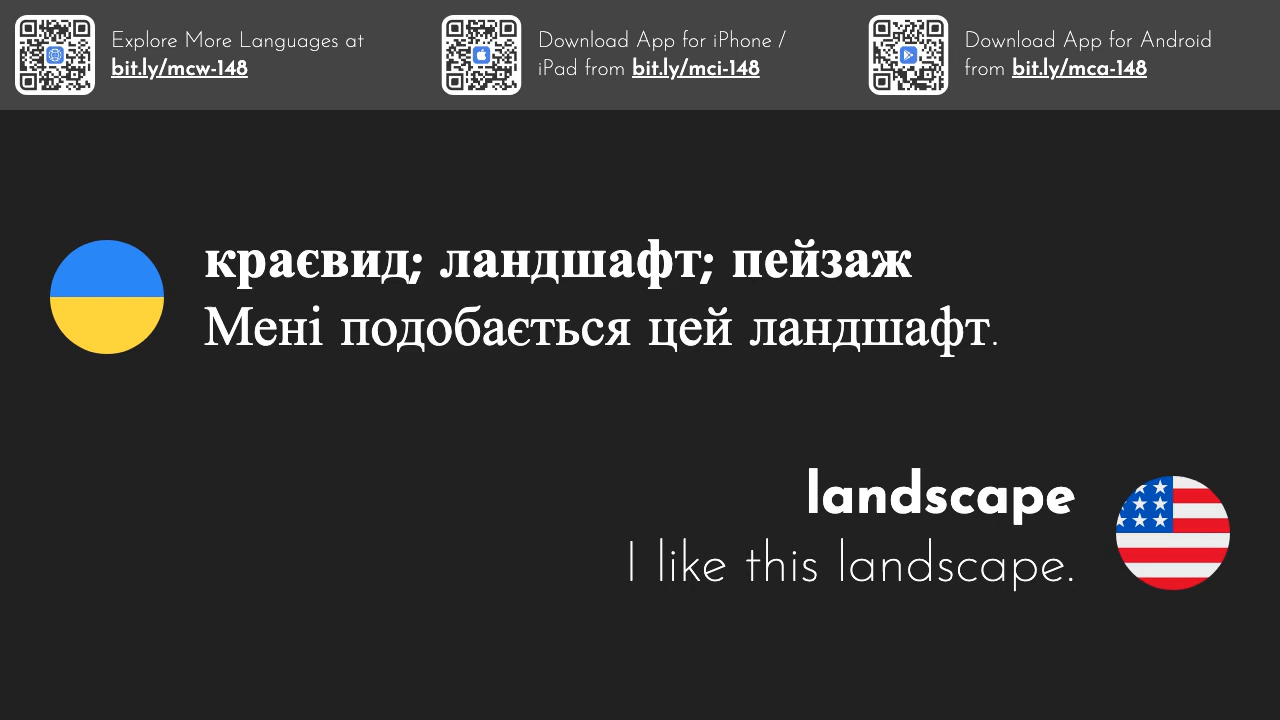 Explore More Languages at
bit.ly/mcw-148
Download App for iPhone /
iPad from bit.ly/mci-148
Download App for Android
from bit.ly/mca-148
краєвид; ландшафт; пейзаж
Мені подобається цей ландшафт.
landscape
I like this landscape.